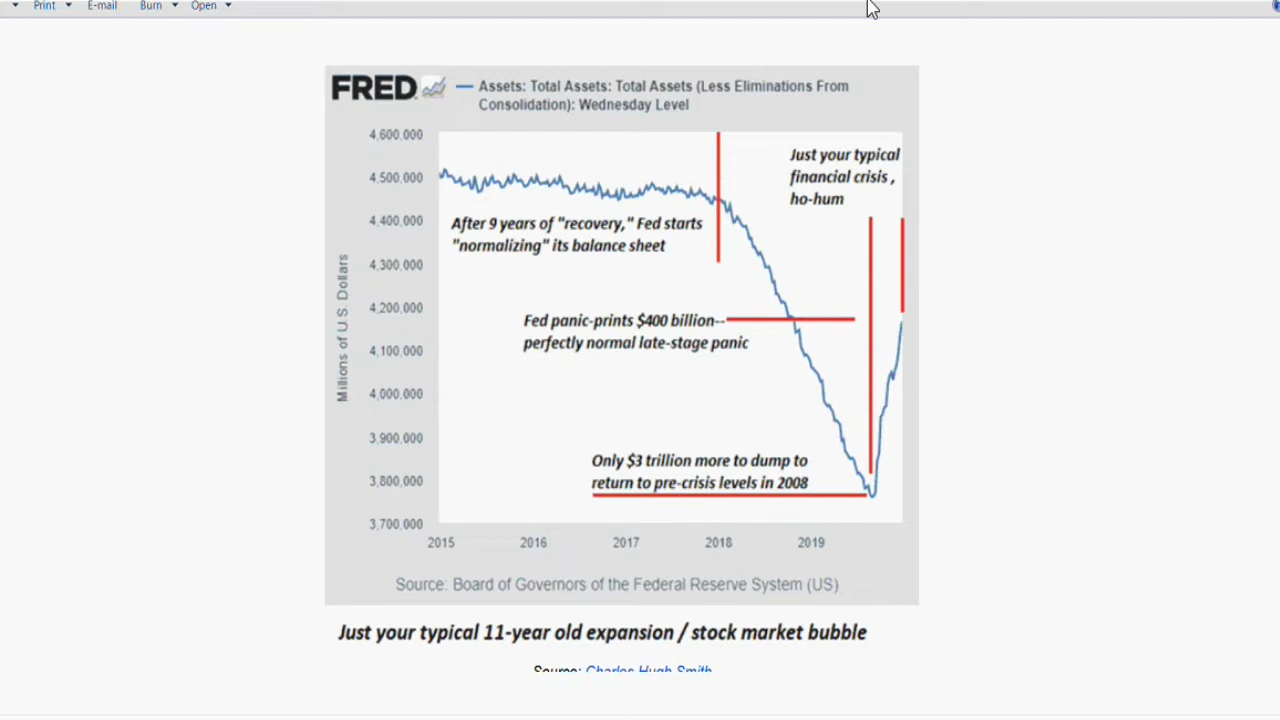 Print E-mail Burn Open
FRED
Assets: Total Assets: Total Assets (Less Eliminations From
Consolidation): Wednesday Level
4,600,000
4,500,000
4,400,000
4,300,000
4,200,000
4,100,000
4,000,000
3,900,000
3,800,000
3,700,000
Millions of U.S. Dollars
Just your typical
financial crisis ,
ho-hum
After 9 years of "recovery," Fed starts
"normalizing" its balance sheet
Fed panic-prints $400 billion--
perfectly normal late-stage panic
Only $3 trillion more to dump to
return to pre-crisis levels in 2008
2015 2016 2017 2018 2019
Source: Board of Governors of the Federal Reserve System (US)
Just your typical 11-year old expansion / stock market bubble
Source: Charles Hugh Smith